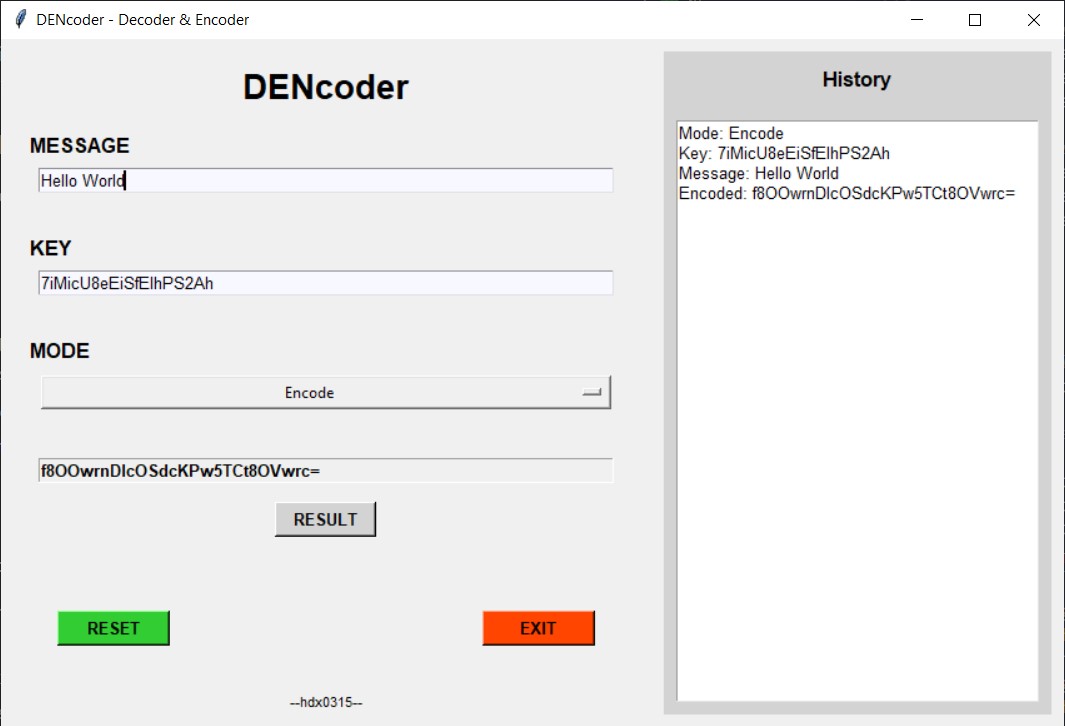 DENcoder - Decoder & Encoder
DENcoder
MESSAGE
Hello World
KEY
7iMicU8eEiSfElhPS2Ah
MODE
Encode
f8OOwrnDlcOSdcKPw5TCt8OVwrc=
RESULT
RESET
EXIT
--hdx0315--
History
Mode: Encode
Key: 7iMicU8eEiSfElhPS2Ah
Message: Hello World
Encoded: f8OOwrnDlcOSdcKPw5TCt8OVwrc=